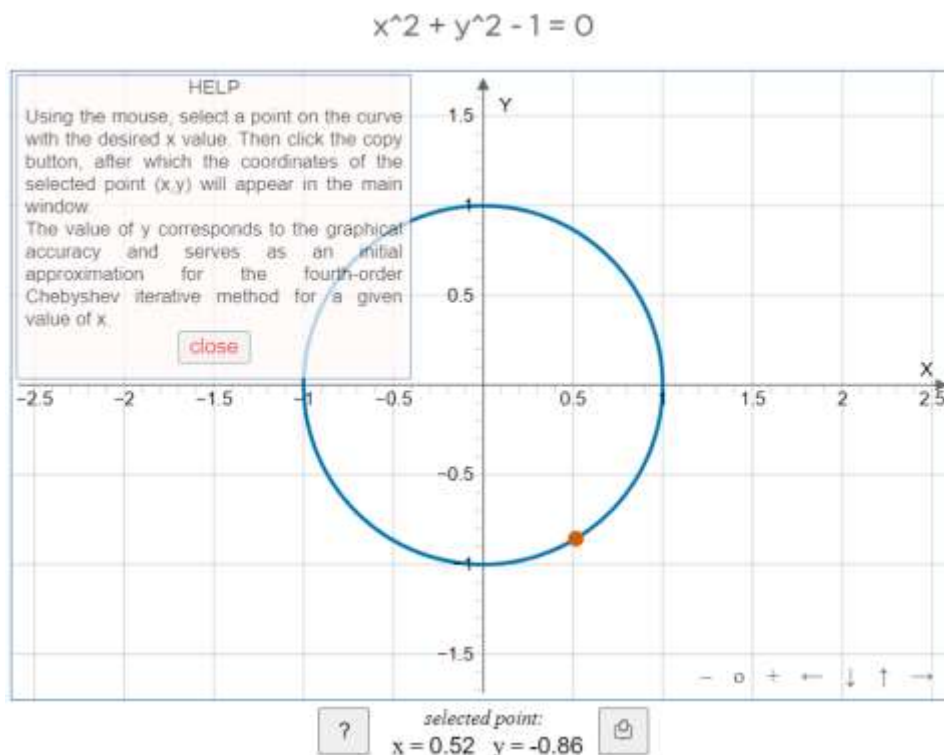 x^2 + y^2 - 1 = 0
HELP
Using the mouse, select a point on the curve
with the desired x value. Then click the copy
button, after which the coordinates of the
selected point (x,y) will appear in the main
window.
The value of y corresponds to the graphical
accuracy and serves as an initial
approximation for the fourth-order
Chebyshev iterative method for a given
value of x.
close
Y
1.5
1
0.5
X
−2.5 −2 −1.5 −1 −0.5 0.5 1 1.5 2 2.5
−0.5
−1
−1.5
− o + ← ↓ ↑ →
?
selected point:
x = 0.52 y = -0.86